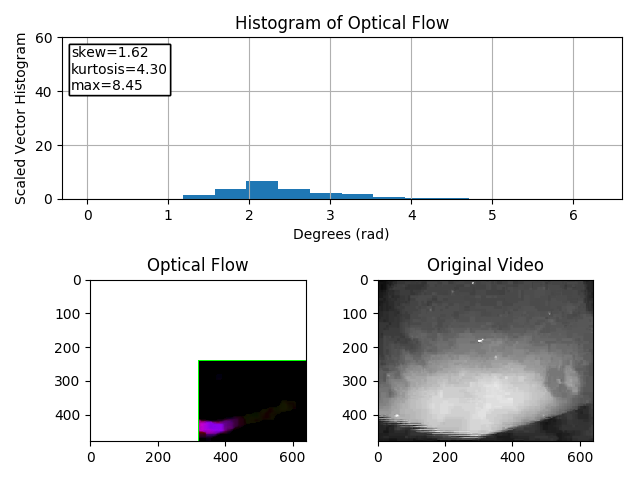 Histogram of Optical Flow
Scaled Vector Histogram
60
40
20
0
skew=1.62
kurtosis=4.30
max=8.45
0 1 2 3 4 5 6
Degrees (rad)
Optical Flow
0
100
200
300
400
0 200 400 600
Original Video
0
100
200
300
400
0 200 400 600